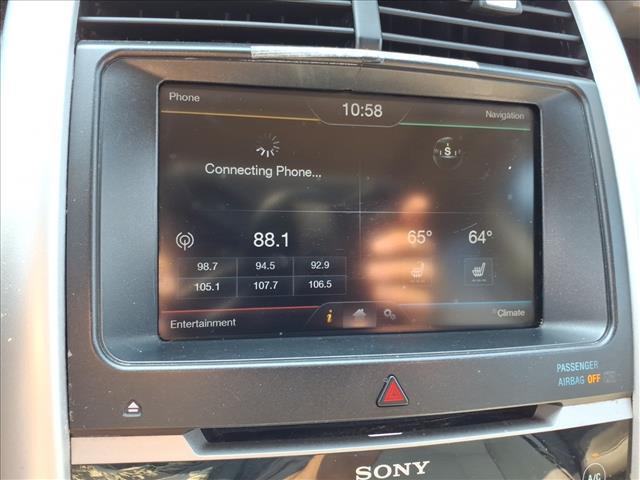 Phone
10:58
Navigation
S
Connecting Phone...
88.1
65° 64°
98.7 94.5 92.9
105.1 107.7 106.5
i
Entertainment
Climate
PASSENGER
AIRBAG OFF
SONY
A/C